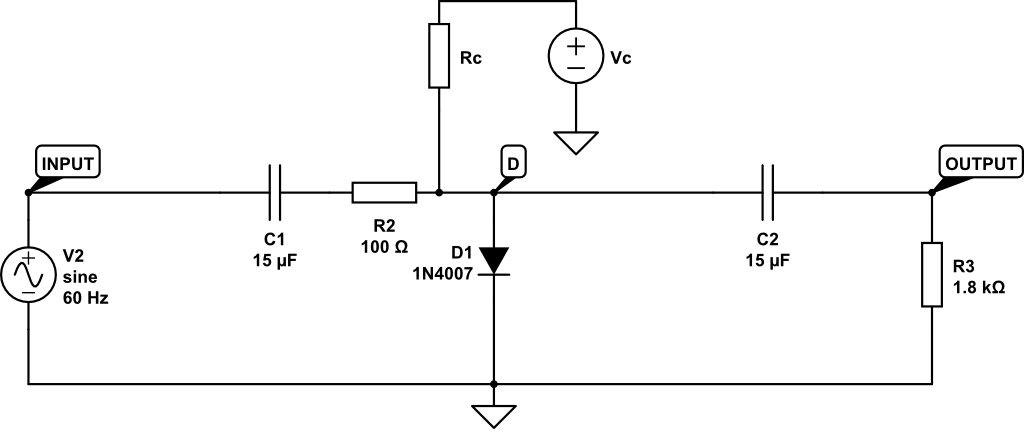 Rc
+
−
Vc
INPUT
D
OUTPUT
C1
15 µF
R2
100 Ω
D1
1N4007
C2
15 µF
+
−
V2
sine
60 Hz
R3
1.8 kΩ